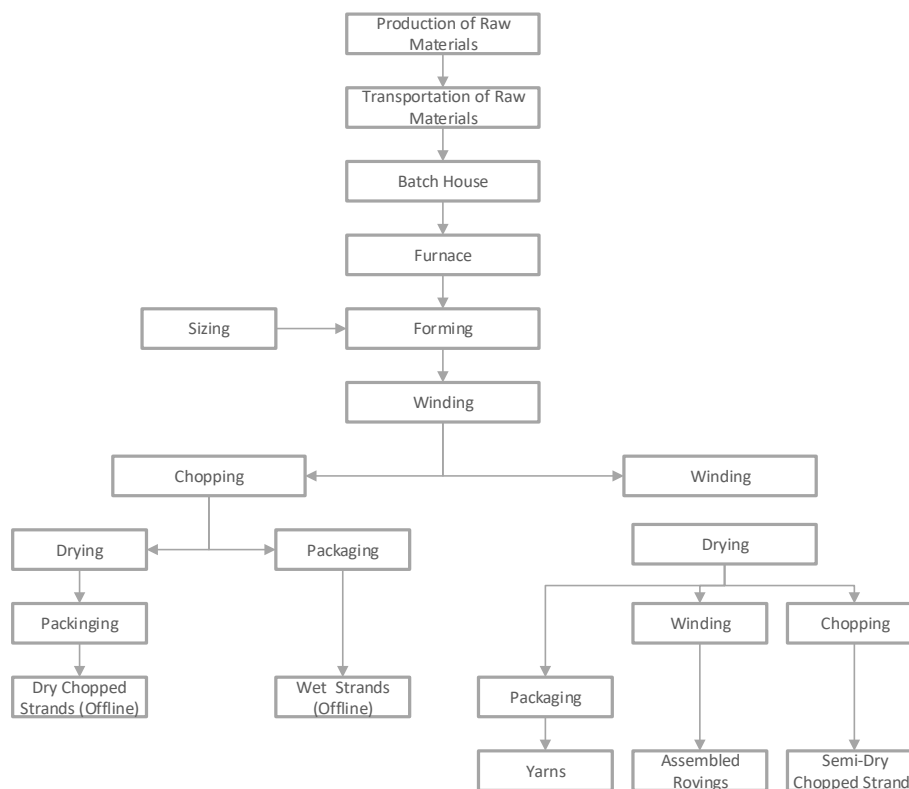 Production of Raw
Materials
Transportation of Raw
Materials
Batch House
Furnace
Sizing
Forming
Winding
Chopping
Winding
Drying
Packaging
Drying
Packinging
Winding
Chopping
Dry Chopped
Strands (Offline)
Wet Strands
(Offline)
Packaging
Yarns
Assembled
Rovings
Semi-Dry
Chopped Strand